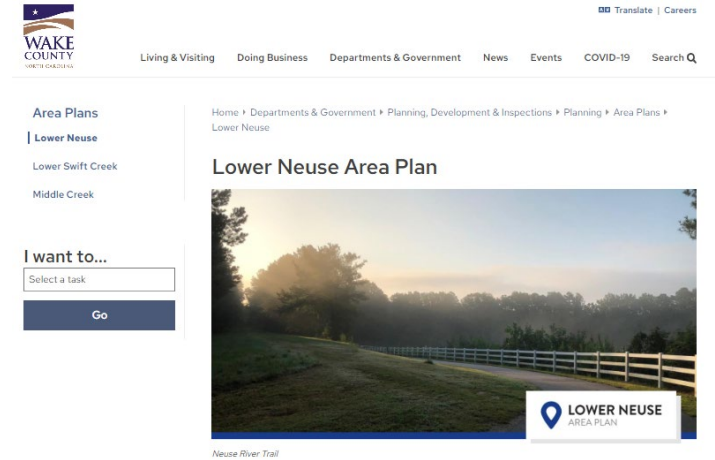 Translate | Careers
WAKE
COUNTY
NORTH CAROLINA
Living & Visiting Doing Business Departments & Government News Events COVID-19 Search
Area Plans
Lower Neuse
Lower Swift Creek
Middle Creek
I want to...
Select a task
Go
Home Departments & Government Planning, Development & Inspections Planning Area Plans
Lower Neuse
Lower Neuse Area Plan
LOWER NEUSE
AREA PLAN
Neuse River Trail